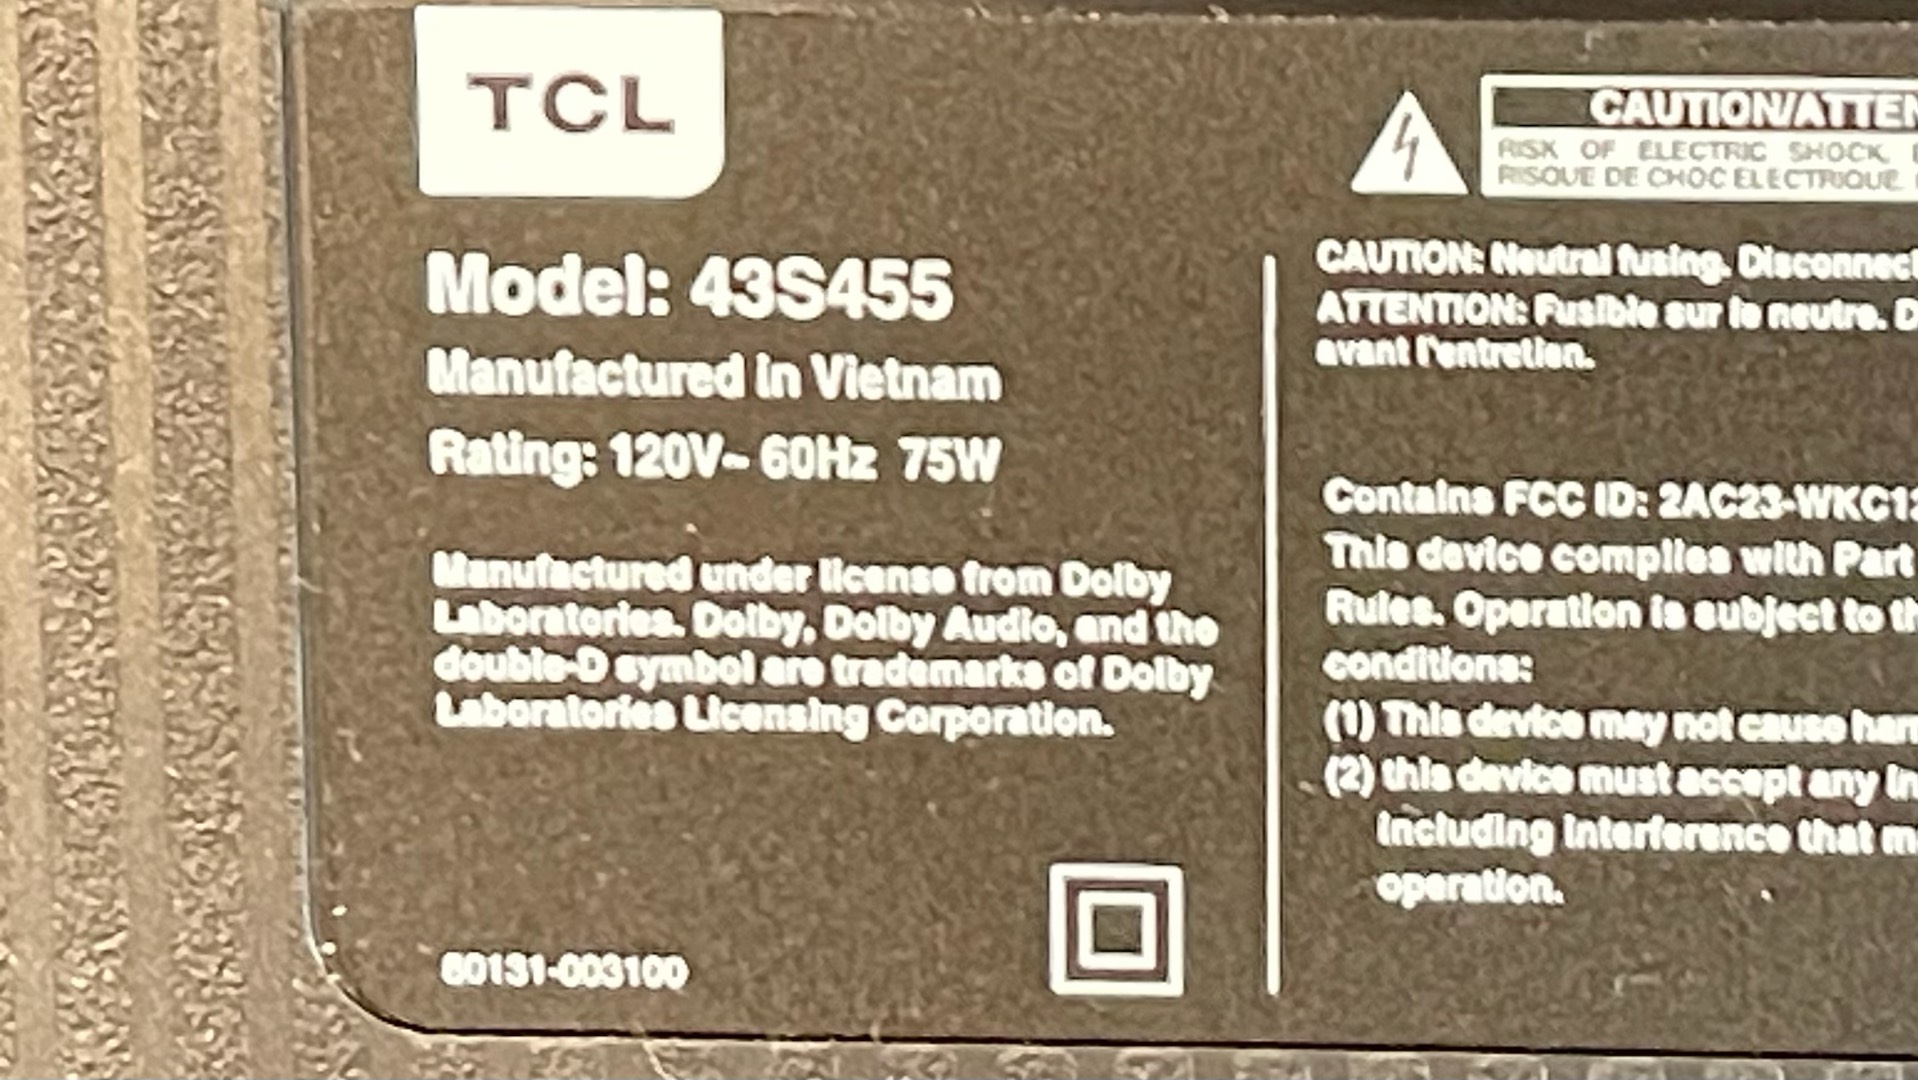 TCL
Model: 43S455
Manufactured in Vietnam
Rating: 120V~ 60Hz 75W
Manufactured under license from Dolby
Laboratories. Dolby, Dolby Audio, and the
double-D symbol are trademarks of Dolby
Laboratories Licensing Corporation.
60131-003100
CAUTION/ATTEN
RISK OF ELECTRIC SHOCK,
RISQUE DE CHOC ELECTRIQUE.
CAUTION: Neutral fusing. Disconnect
ATTENTION: Fusible sur le neutre. D
avant l'entretien.
Contains FCC ID: 2AC23-WKC12
This device complies with Part
Rules. Operation is subject to th
conditions:
(1) This device may not cause har
(2) this device must accept any in
including interference that m
operation.